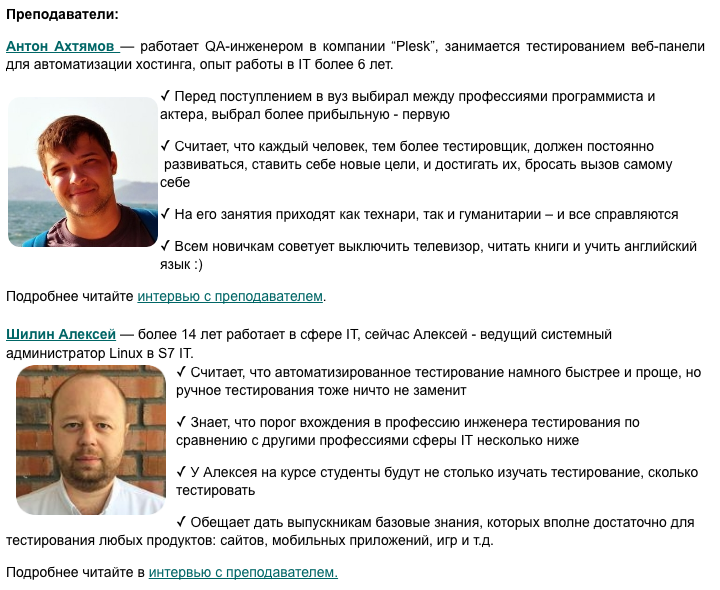 Преподаватели:
Антон Ахтямов — работает QA-инженером в компании “Plesk”, занимается тестированием веб-панели
для автоматизации хостинга, опыт работы в IT более 6 лет.
✓ Перед поступлением в вуз выбирал между профессиями программиста и
актера, выбрал более прибыльную - первую
✓ Считает, что каждый человек, тем более тестировщик, должен постоянно
развиваться, ставить себе новые цели, и достигать их, бросать вызов самому
себе
✓ На его занятия приходят как технари, так и гуманитарии – и все справляются
✓ Всем новичкам советует выключить телевизор, читать книги и учить английский
язык :)
Подробнее читайте интервью с преподавателем.
Шилин Алексей — более 14 лет работает в сфере IT, сейчас Алексей - ведущий системный
администратор Linux в S7 IT.
✓ Считает, что автоматизированное тестирование намного быстрее и проще, но
ручное тестирования тоже ничто не заменит
✓ Знает, что порог вхождения в профессию инженера тестирования по
сравнению с другими профессиями сферы IT несколько ниже
✓ У Алексея на курсе студенты будут не столько изучать тестирование, сколько
тестировать
✓ Обещает дать выпускникам базовые знания, которых вполне достаточно для
тестирования любых продуктов: сайтов, мобильных приложений, игр и т.д.
Подробнее читайте в интервью с преподавателем.